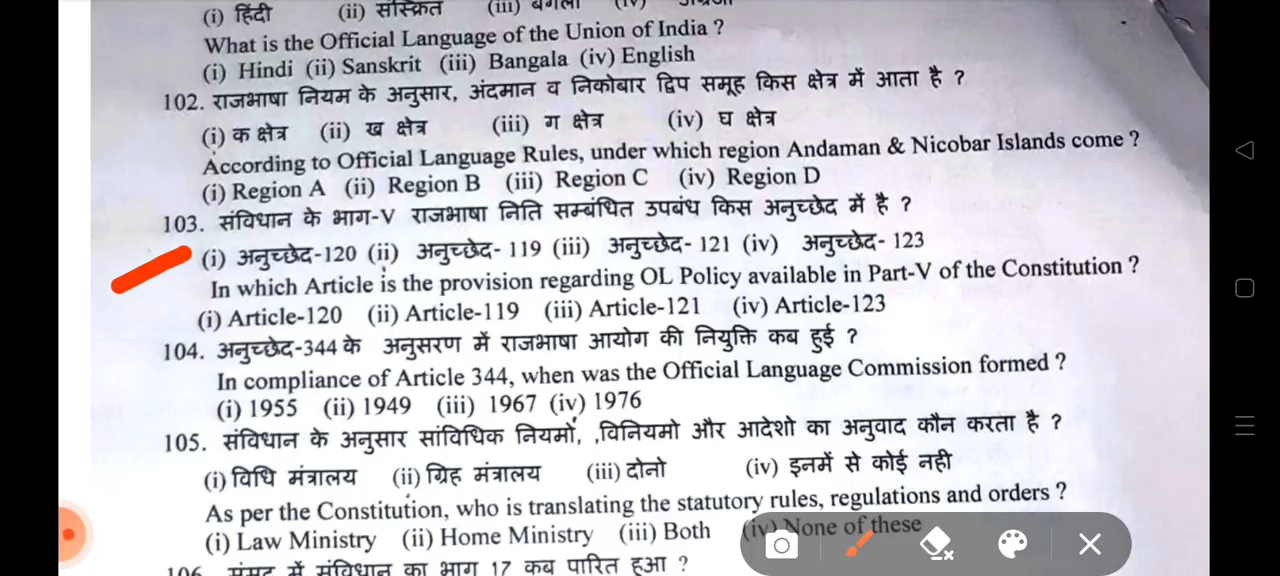 (i) हिंदी (ii) सांस्क्रित (iii) बंगला (iv)
What is the Official Language of the Union of India ?
(i) Hindi (ii) Sanskrit (iii) Bangala (iv) English
102. राजभाषा नियम के अनुसार, अंदमान व निकोबार द्विप समूह किस क्षेत्र में आता है ?
(i) क क्षेत्र (ii) ख क्षेत्र (iii) ग क्षेत्र (iv) घ क्षेत्र
According to Official Language Rules, under which region Andaman & Nicobar Islands come ?
(i) Region A (ii) Region B (iii) Region C (iv) Region D
103. संविधान के भाग-V राजभाषा निति सम्बंधित उपबंध किस अनुच्छेद में है ?
(i) अनुच्छेद-120 (ii) अनुच्छेद- 119 (iii) अनुच्छेद- 121 (iv) अनुच्छेद- 123
In which Article is the provision regarding OL Policy available in Part-V of the Constitution ?
(i) Article-120 (ii) Article-119 (iii) Article-121 (iv) Article-123
104. अनुच्छेद-344 के अनुसरण में राजभाषा आयोग की नियुक्ति कब हुई ?
In compliance of Article 344, when was the Official Language Commission formed ?
(i) 1955 (ii) 1949 (iii) 1967 (iv) 1976
105. संविधान के अनुसार सांविधिक नियमों, ,विनियमो और आदेशो का अनुवाद कौन करता है ?
(i) विधि मंत्रालय (ii) ग्रिह मंत्रालय (iii) दोनो (iv) इनमें से कोई नही
As per the Constitution, who is translating the statutory rules, regulations and orders ?
(i) Law Ministry (ii) Home Ministry (iii) Both (iv) None of these
106. संसद में संविधान का भाग 17 कब पारित हुआ ?